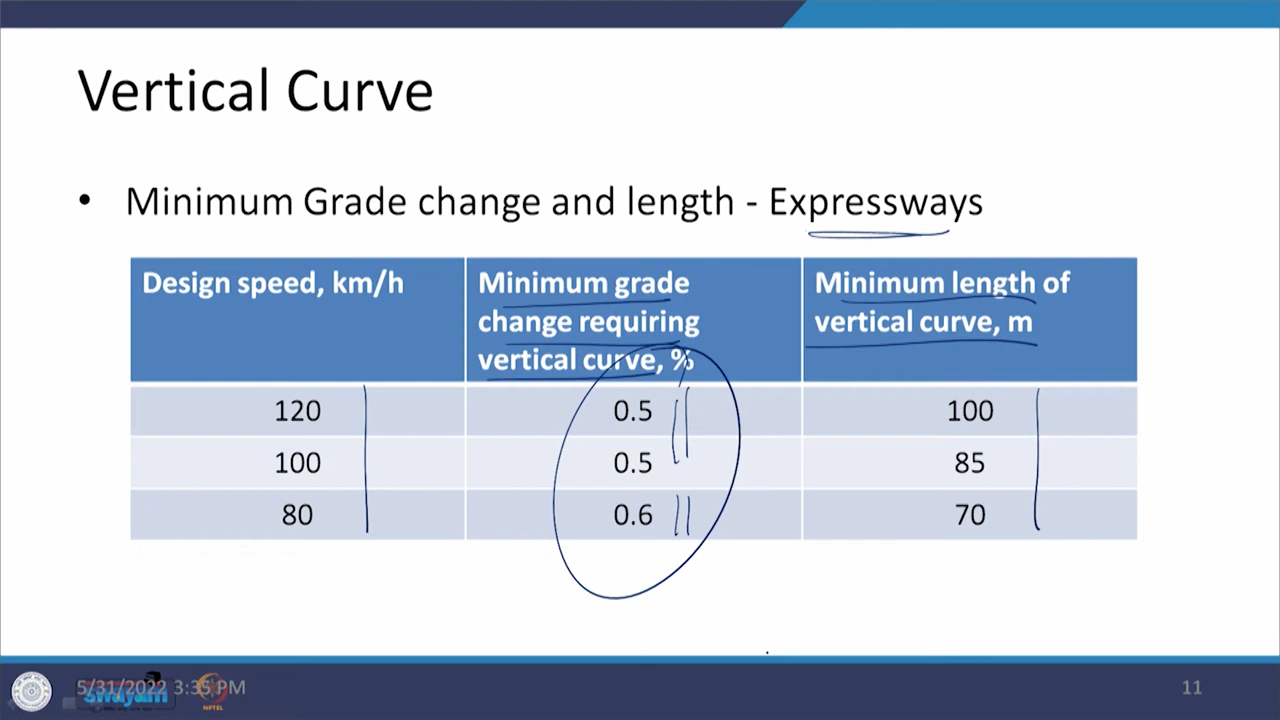 Vertical Curve
• Minimum Grade change and length - Expressways
Design speed, km/h
Minimum grade
change requiring
vertical curve, %
Minimum length of
vertical curve, m
120 0.5 100
100 0.5 85
80 0.6 70
5/31/2022 3:35 PM
swayam
NPTEL
11